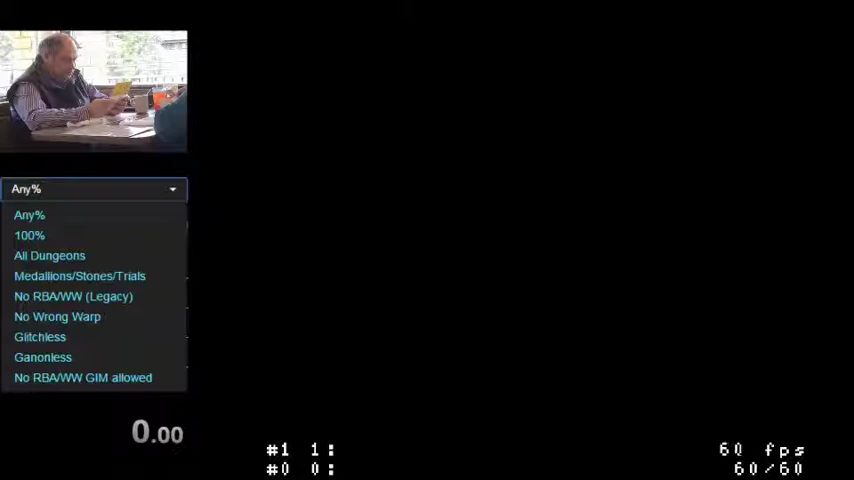 Any%
Any%
100%
All Dungeons
Medallions/Stones/Trials
No RBA/WW (Legacy)
No Wrong Warp
Glitchless
Ganonless
No RBA/WW GIM allowed
0.00
#1 1:
#0 0:
60 fps
60/60